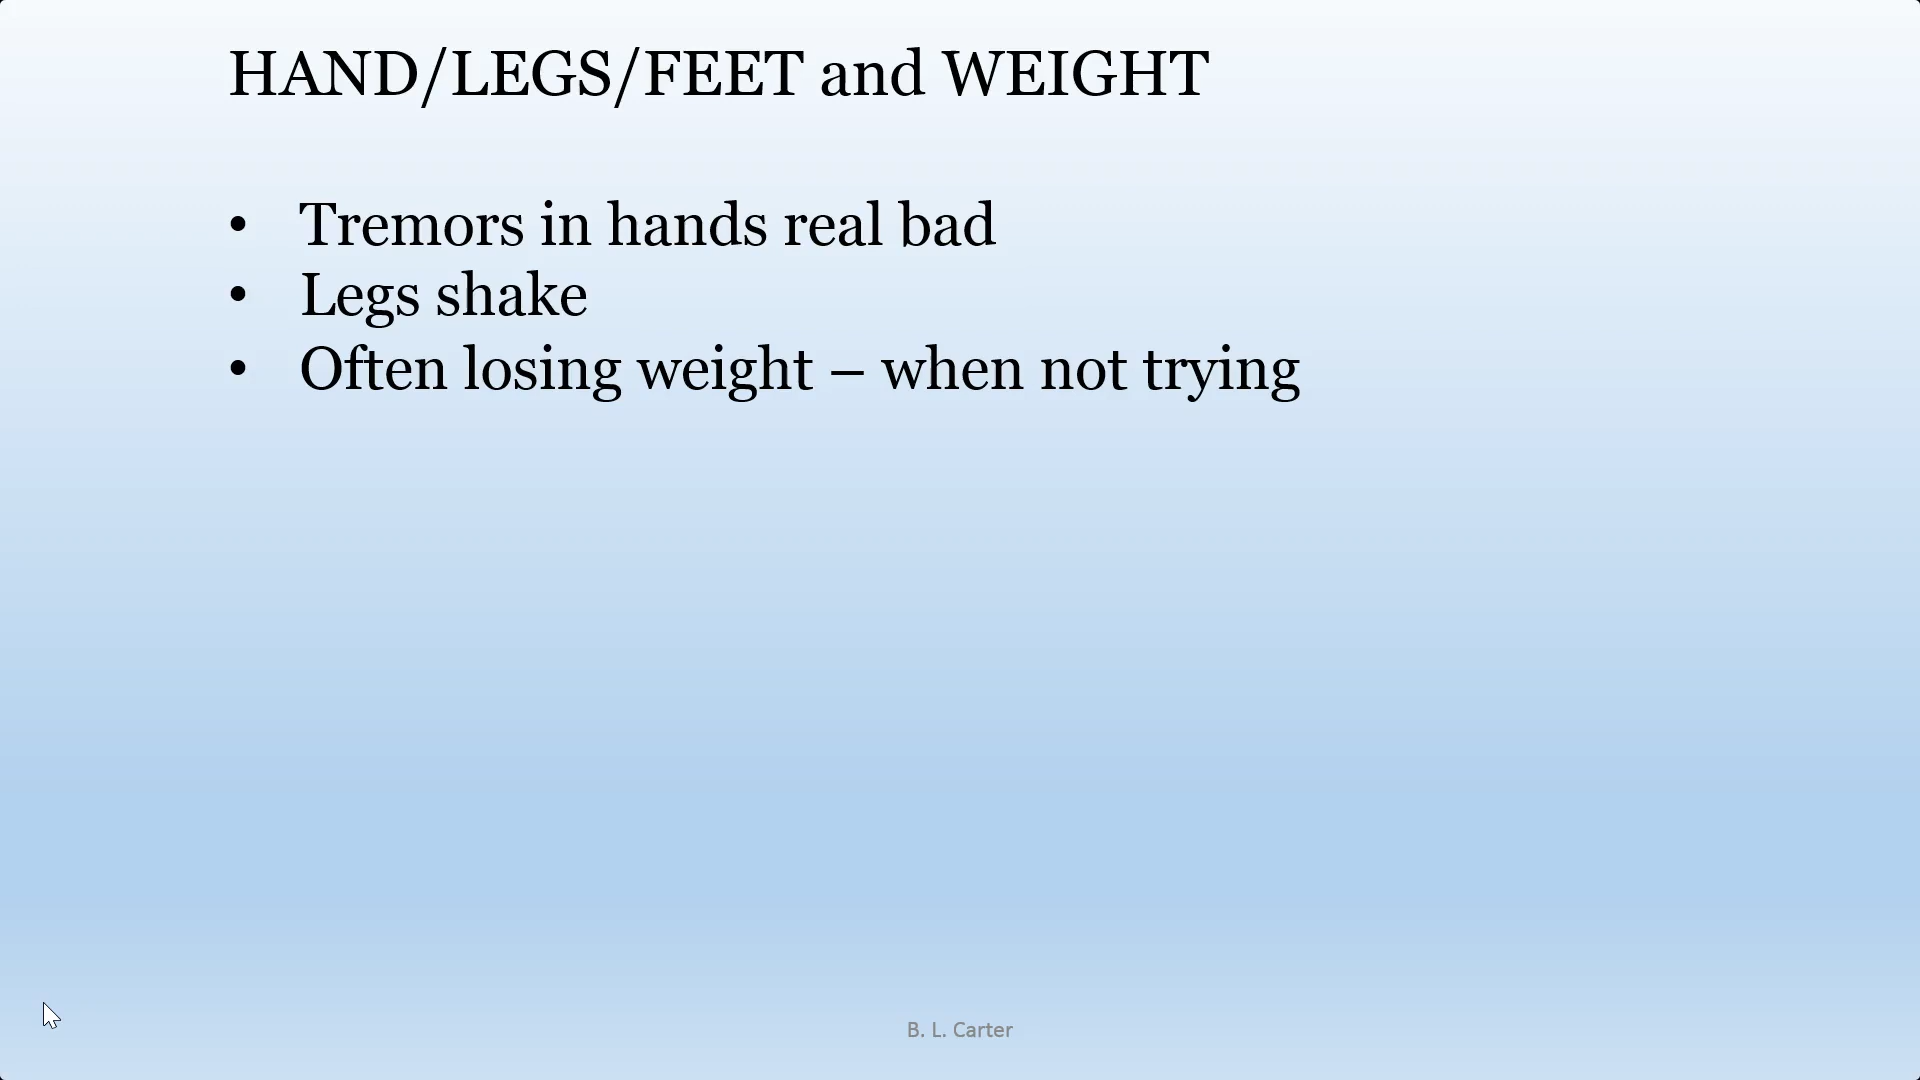 HAND/LEGS/FEET and WEIGHT
• Tremors in hands real bad
• Legs shake
• Often losing weight – when not trying
B. L. Carter